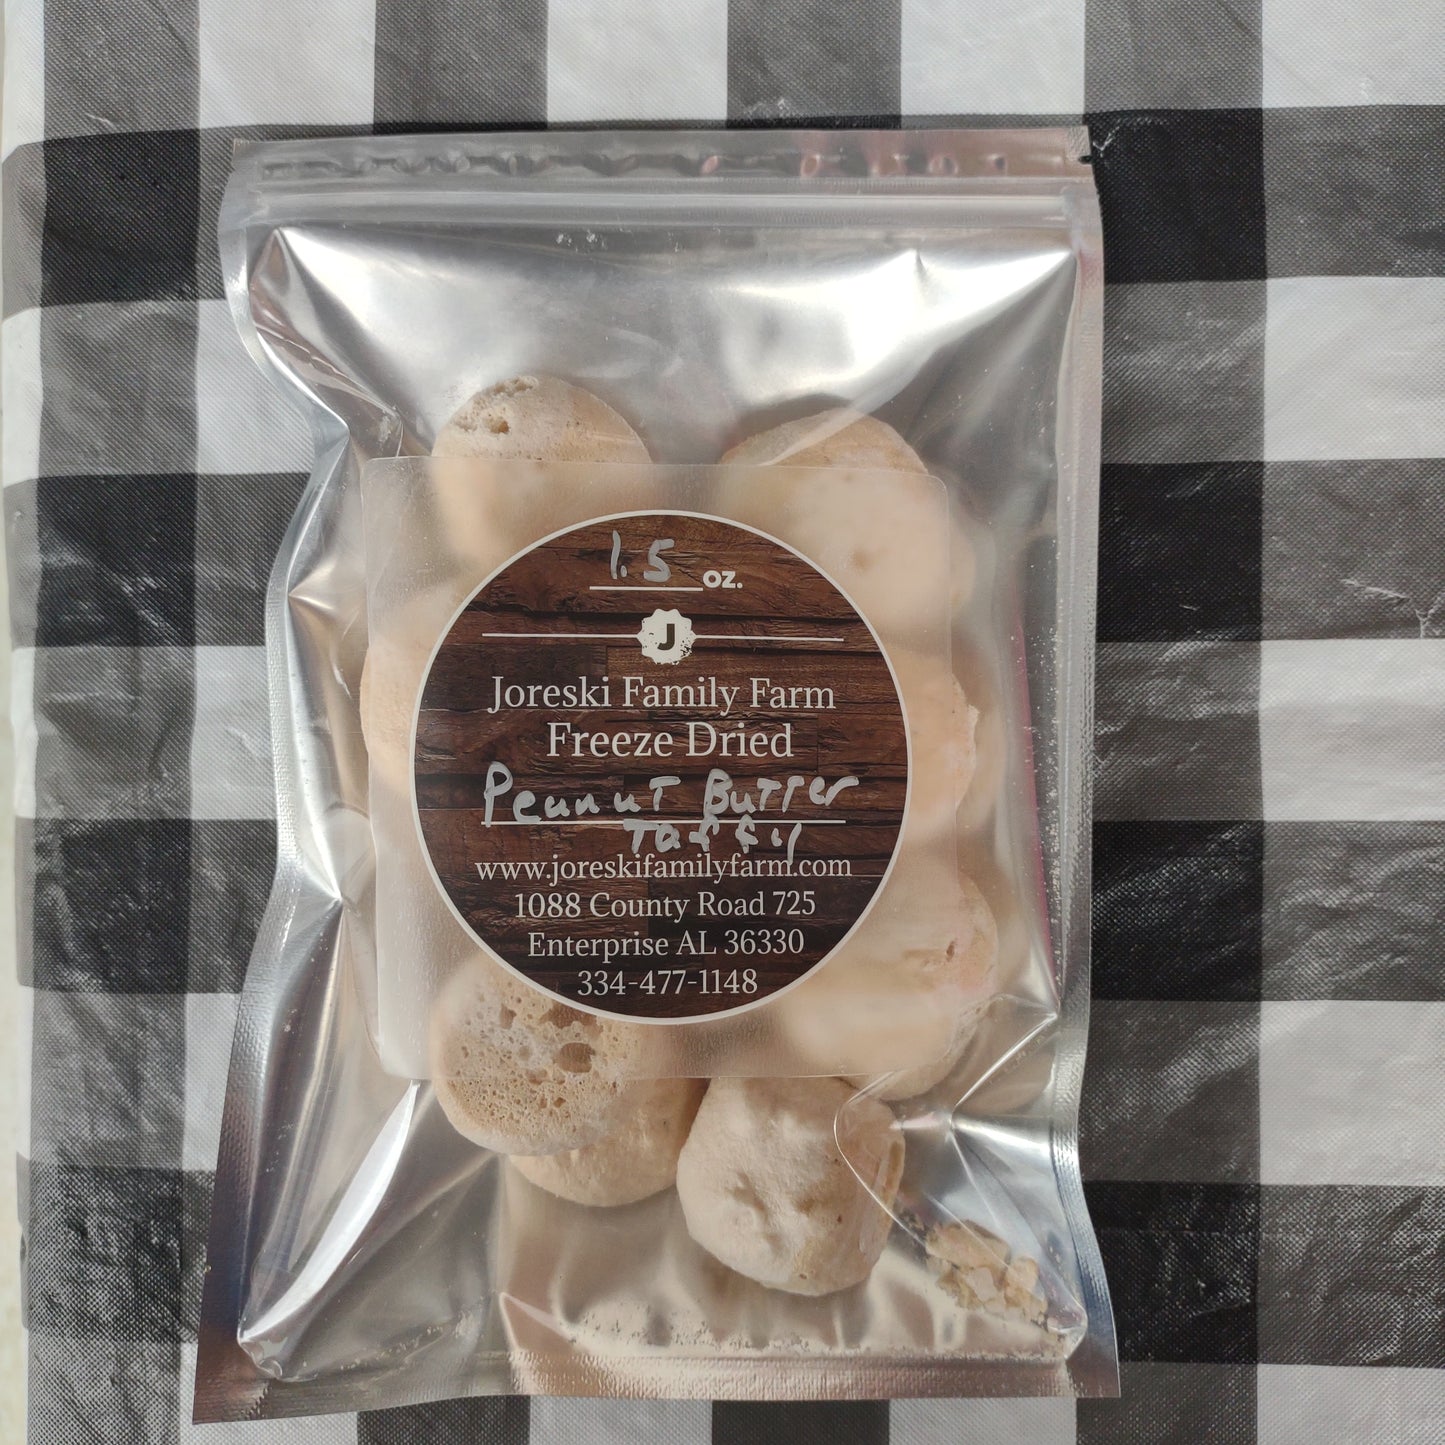 1.5 oz.
J
Joreski Family Farm
Freeze Dried
Peanut Butter
Taffy
www.joreskifamilyfarm.com
1088 County Road 725
Enterprise AL 36330
334-477-1148